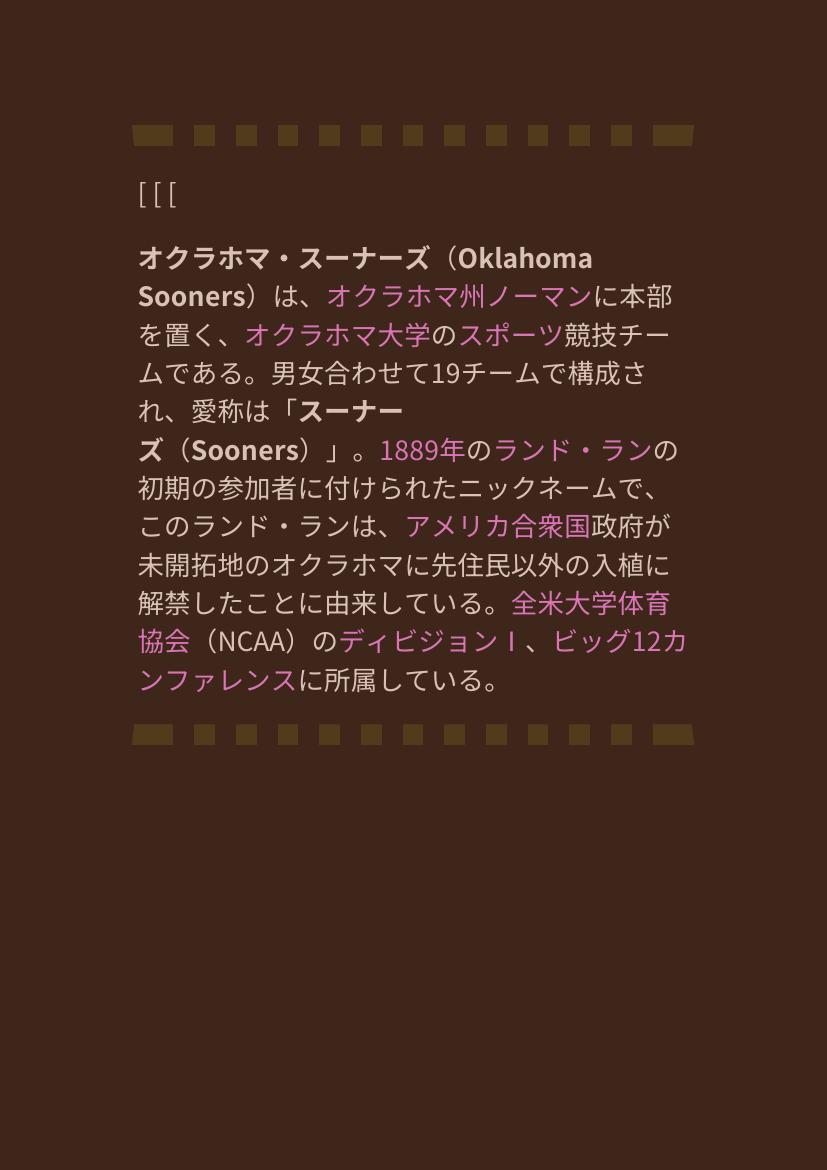 [ [ [
オクラホマ・スーナーズ（Oklahoma
Sooners）は、オクラホマ州ノーマンに本部
を置く、オクラホマ大学のスポーツ競技チー
ムである。男女合わせて19チームで構成さ
れ、愛称は「スーナー
ズ（Sooners）」。1889年のランド・ランの
初期の参加者に付けられたニックネームで、
このランド・ランは、アメリカ合衆国政府が
未開拓地のオクラホマに先住民以外の入植に
解禁したことに由来している。全米大学体育
協会（NCAA）のディビジョンⅠ、ビッグ12カ
ンファレンスに所属している。